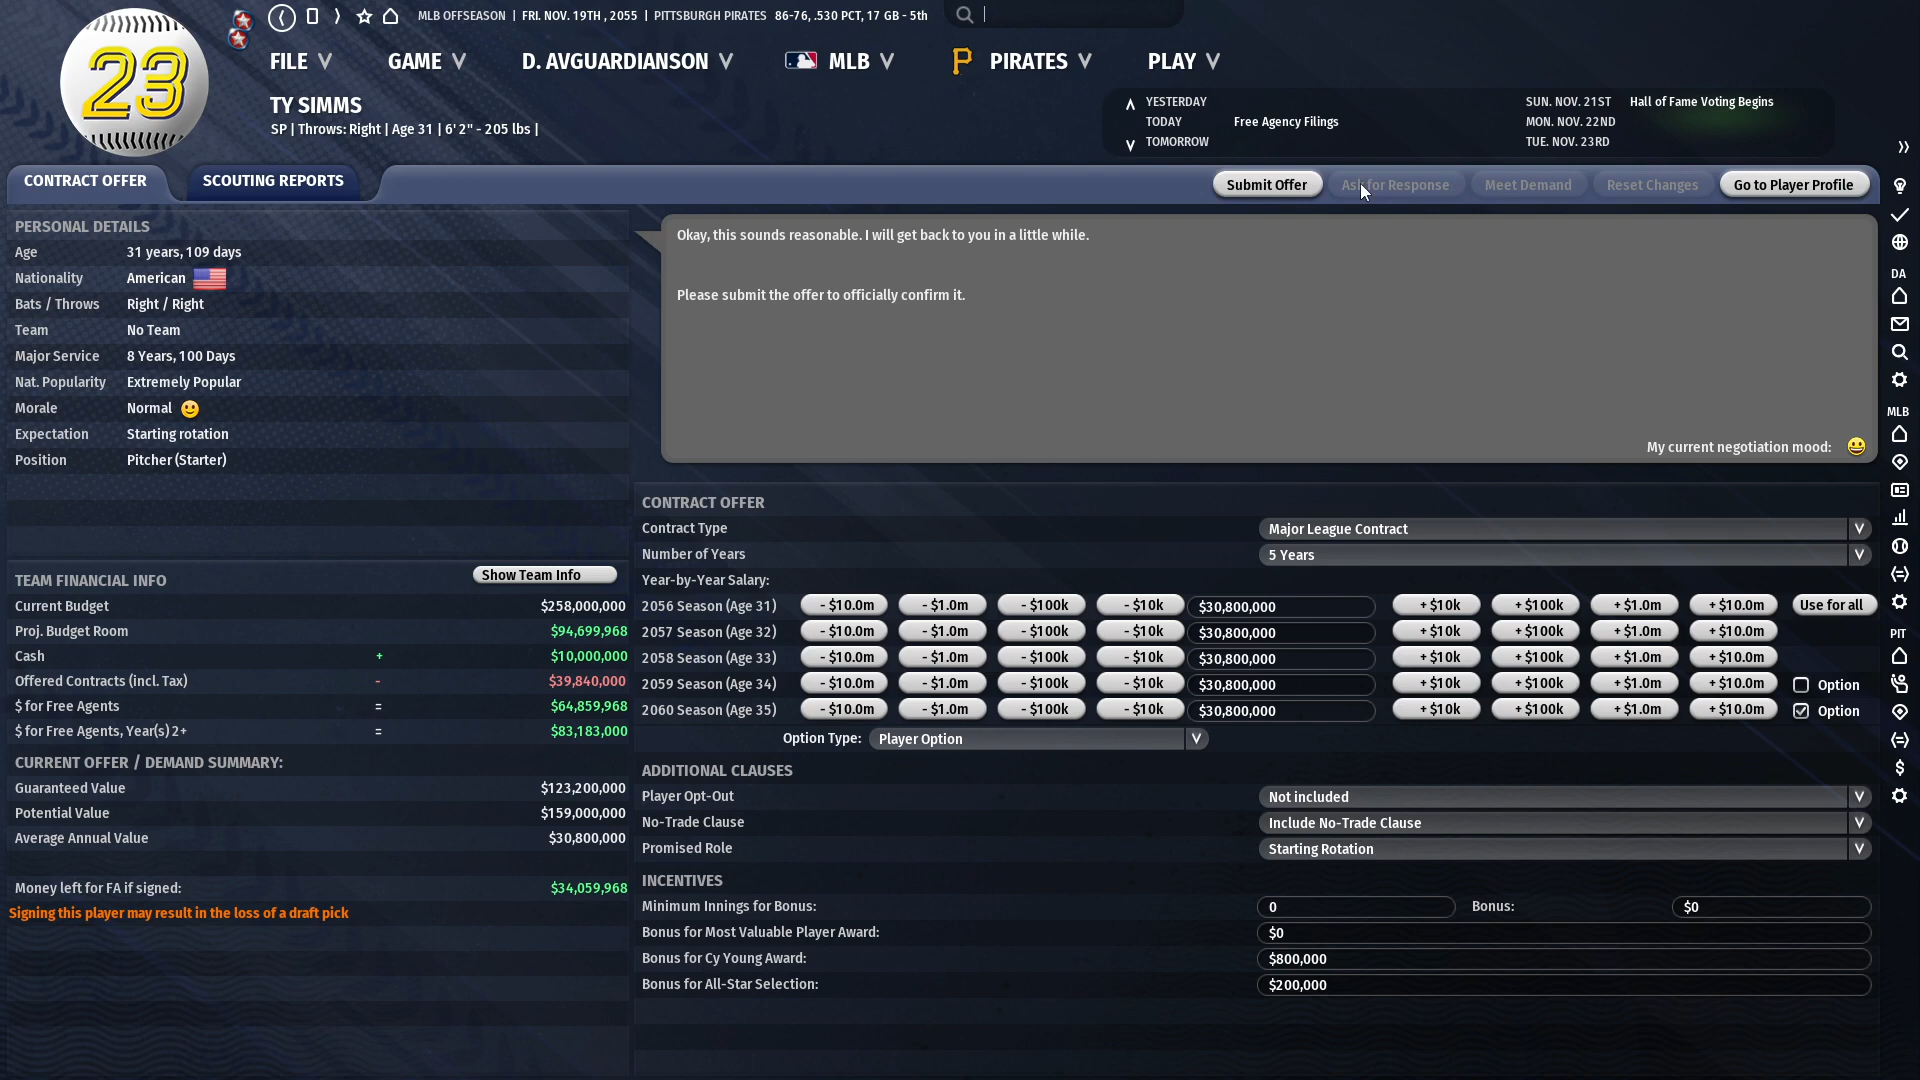 MLB OFFSEASON | FRI. NOV. 19TH , 2055 | PITTSBURGH PIRATES 86-76, .530 PCT, 17 GB - 5th
23
FILE GAME D. AVGUARDIANSON MLB P PIRATES PLAY
TY SIMMS
SP | Throws: Right | Age 31 | 6' 2" - 205 lbs |
YESTERDAY
TODAY Free Agency Filings
TOMORROW
SUN. NOV. 21ST Hall of Fame Voting Begins
MON. NOV. 22ND
TUE. NOV. 23RD
CONTRACT OFFER SCOUTING REPORTS Submit Offer Ask for Response Meet Demand Reset Changes Go to Player Profile
PERSONAL DETAILS
Age 31 years, 109 days
Nationality American
Bats / Throws Right / Right
Team No Team
Major Service 8 Years, 100 Days
Nat. Popularity Extremely Popular
Morale Normal
Expectation Starting rotation
Position Pitcher (Starter)
Okay, this sounds reasonable. I will get back to you in a little while.
Please submit the offer to officially confirm it.
My current negotiation mood:
TEAM FINANCIAL INFO Show Team Info
Current Budget $258,000,000
Proj. Budget Room $94,699,968
Cash + $10,000,000
Offered Contracts (incl. Tax) - $39,840,000
$ for Free Agents = $64,859,968
$ for Free Agents, Year(s) 2+ = $83,183,000
CURRENT OFFER / DEMAND SUMMARY:
Guaranteed Value $123,200,000
Potential Value $159,000,000
Average Annual Value $30,800,000
Money left for FA if signed: $34,059,968
Signing this player may result in the loss of a draft pick
CONTRACT OFFER
Contract Type Major League Contract
Number of Years 5 Years
Year-by-Year Salary:
2056 Season (Age 31) - $10.0m - $1.0m - $100k - $10k $30,800,000 + $10k + $100k + $1.0m + $10.0m Use for all
2057 Season (Age 32) - $10.0m - $1.0m - $100k - $10k $30,800,000 + $10k + $100k + $1.0m + $10.0m
2058 Season (Age 33) - $10.0m - $1.0m - $100k - $10k $30,800,000 + $10k + $100k + $1.0m + $10.0m
2059 Season (Age 34) - $10.0m - $1.0m - $100k - $10k $30,800,000 + $10k + $100k + $1.0m + $10.0m Option
2060 Season (Age 35) - $10.0m - $1.0m - $100k - $10k $30,800,000 + $10k + $100k + $1.0m + $10.0m Option
Option Type: Player Option
ADDITIONAL CLAUSES
Player Opt-Out Not included
No-Trade Clause Include No-Trade Clause
Promised Role Starting Rotation
INCENTIVES
Minimum Innings for Bonus: 0 Bonus: $0
Bonus for Most Valuable Player Award: $0
Bonus for Cy Young Award: $800,000
Bonus for All-Star Selection: $200,000
DA
MLB
PIT
$